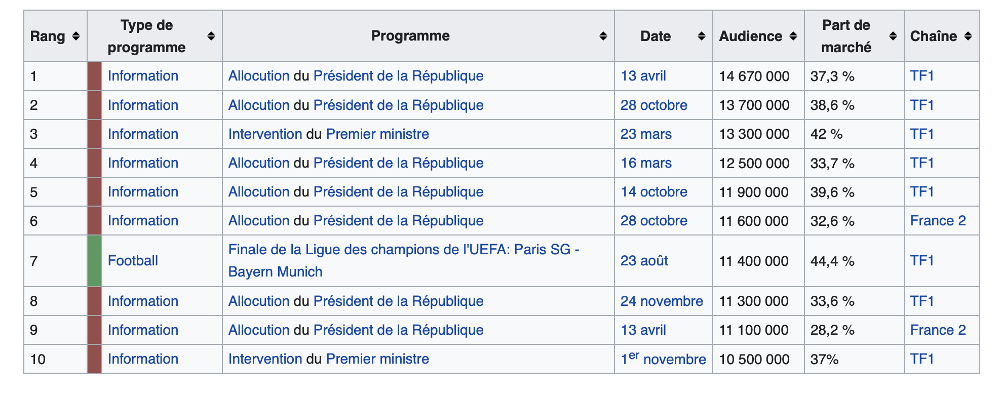 Rang Type de programme Programme Date Audience Part de marché Chaîne
1 Information Allocution du Président de la République 13 avril 14 670 000 37,3 % TF1
2 Information Allocution du Président de la République 28 octobre 13 700 000 38,6 % TF1
3 Information Intervention du Premier ministre 23 mars 13 300 000 42 % TF1
4 Information Allocution du Président de la République 16 mars 12 500 000 33,7 % TF1
5 Information Allocution du Président de la République 14 octobre 11 900 000 39,6 % TF1
6 Information Allocution du Président de la République 28 octobre 11 600 000 32,6 % France 2
7 Football Finale de la Ligue des champions de l'UEFA: Paris SG - Bayern Munich 23 août 11 400 000 44,4 % TF1
8 Information Allocution du Président de la République 24 novembre 11 300 000 33,6 % TF1
9 Information Allocution du Président de la République 13 avril 11 100 000 28,2 % France 2
10 Information Intervention du Premier ministre 1er novembre 10 500 000 37% TF1